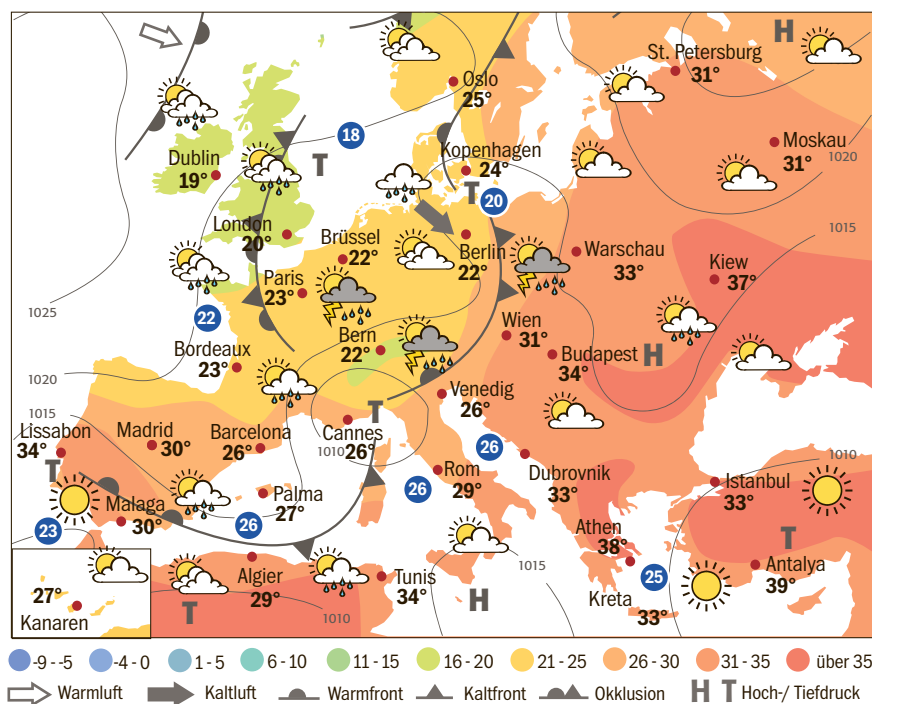 H
St. Petersburg
31°
Oslo
25°
18
Moskau
31°
1020
Dublin
19°
T
Kopenhagen
24°
T
20
London
20°
Brüssel
22°
Berlin
22°
Warschau
33°
1015
Kiew
37°
Paris
23°
1025
22
Wien
31°
Bern
22°
Bordeaux
23°
Budapest
34°
H
1020
Venedig
26°
1015
Lissabon
34°
Madrid
30°
Barcelona
26°
T
Cannes
1010
26°
26
1010
T
Rom
29°
Dubrovnik
33°
Istanbul
33°
Malaga
30°
Palma
27°
26
26
23
Athen
38°
T
Antalya
39°
1015
25
27°
Kanaren
Algier
29°
Tunis
34°
T
1010
H
Kreta
33°
-9 - -5
-4 - 0
1 - 5
6 - 10
11 - 15
16 - 20
21 - 25
26 - 30
31 - 35
über 35
Warmluft
Kaltluft
Warmfront
Kaltfront
Okklusion
H T Hoch-/ Tiefdruck